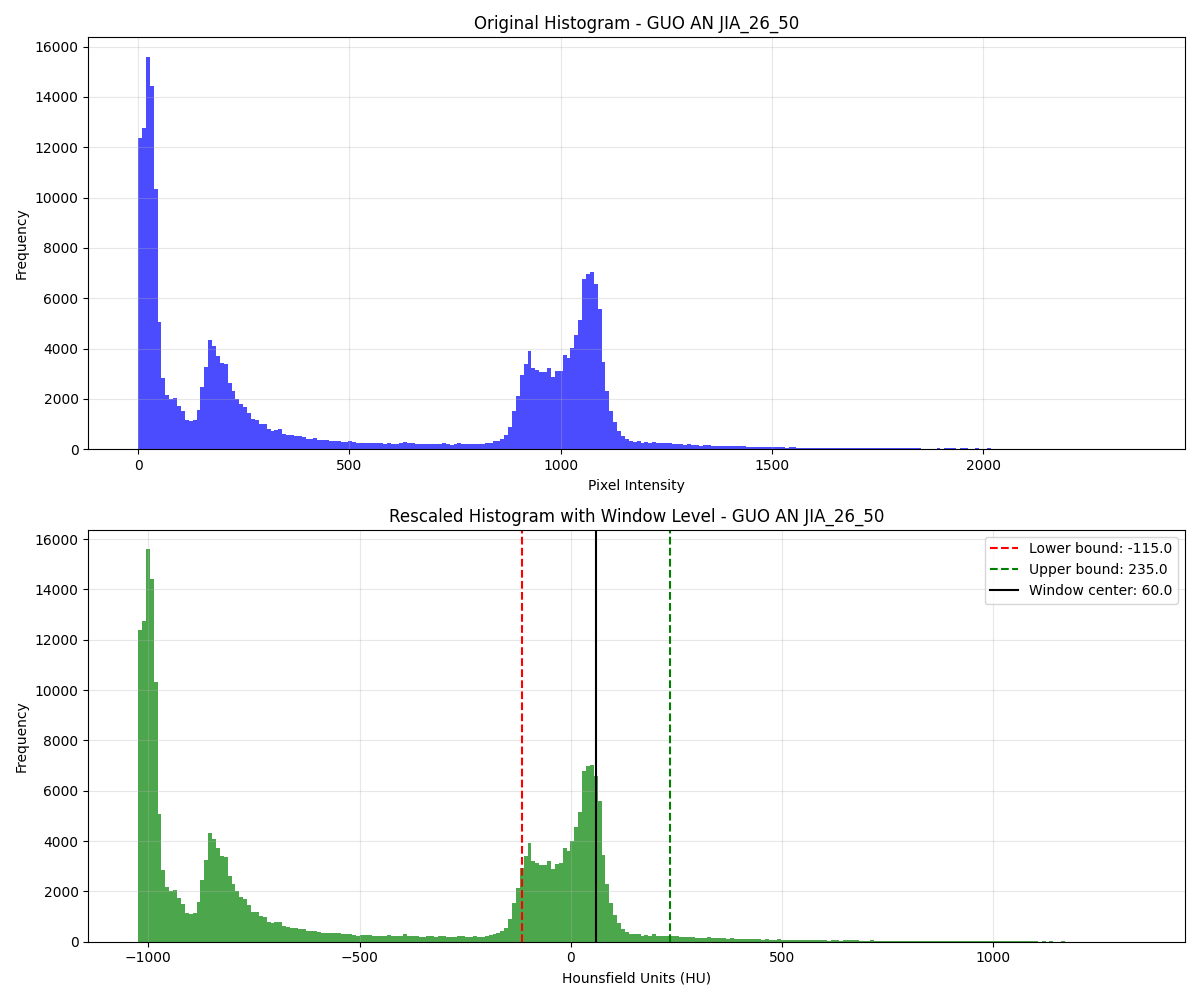 Original Histogram - GUO AN JIA_26_50
16000
14000
12000
10000
8000
6000
4000
2000
0
Frequency
0 500 1000 1500 2000
Pixel Intensity
Rescaled Histogram with Window Level - GUO AN JIA_26_50
16000
14000
12000
10000
8000
6000
4000
2000
0
Frequency
Lower bound: -115.0
Upper bound: 235.0
Window center: 60.0
−1000 −500 0 500 1000
Hounsfield Units (HU)